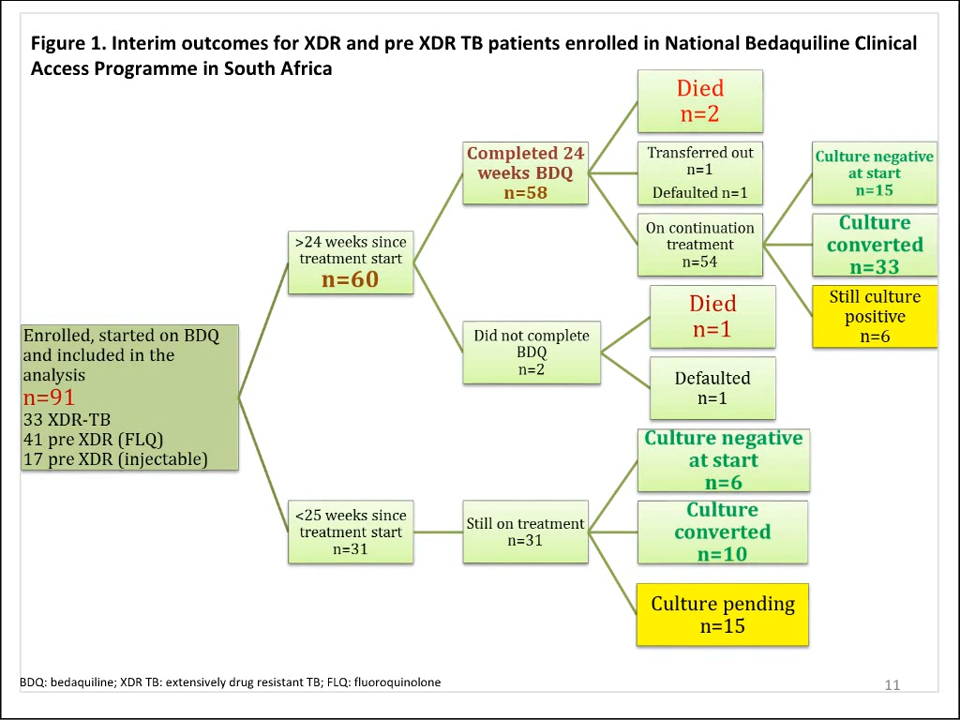 Figure 1. Interim outcomes for XDR and pre XDR TB patients enrolled in National Bedaquiline Clinical
Access Programme in South Africa
Enrolled, started on BDQ
and included in the
analysis
n=91
33 XDR-TB
41 pre XDR (FLQ)
17 pre XDR (injectable)
>24 weeks since
treatment start
n=60
Completed 24
weeks BDQ
n=58
Died
n=2
Transferred out
n=1
Defaulted n=1
On continuation
treatment
n=54
Culture negative
at start
n=15
Culture
converted
n=33
Still culture
positive
n=6
Did not complete
BDQ
n=2
Died
n=1
Defaulted
n=1
<25 weeks since
treatment start
n=31
Still on treatment
n=31
Culture negative
at start
n=6
Culture
converted
n=10
Culture pending
n=15
BDQ: bedaquiline; XDR TB: extensively drug resistant TB; FLQ: fluoroquinolone
11